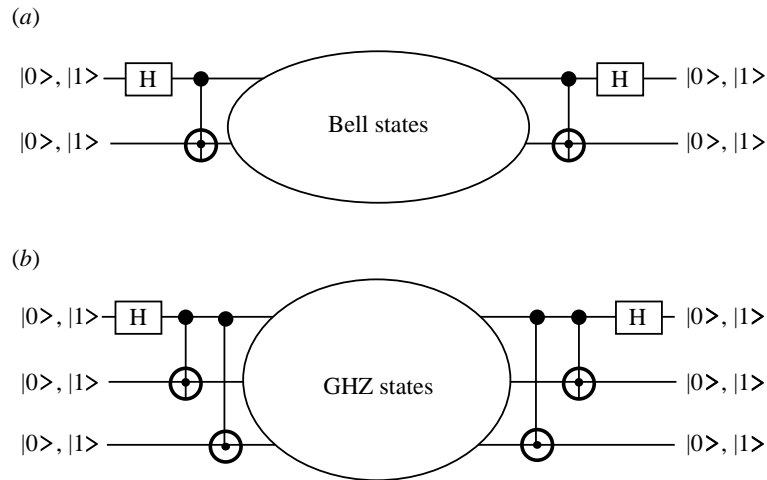 (a)
|0>, |1> H H |0>, |1>
Bell states
|0>, |1> |0>, |1>
(b)
|0>, |1> H H |0>, |1>
|0>, |1> GHZ states |0>, |1>
|0>, |1> |0>, |1>